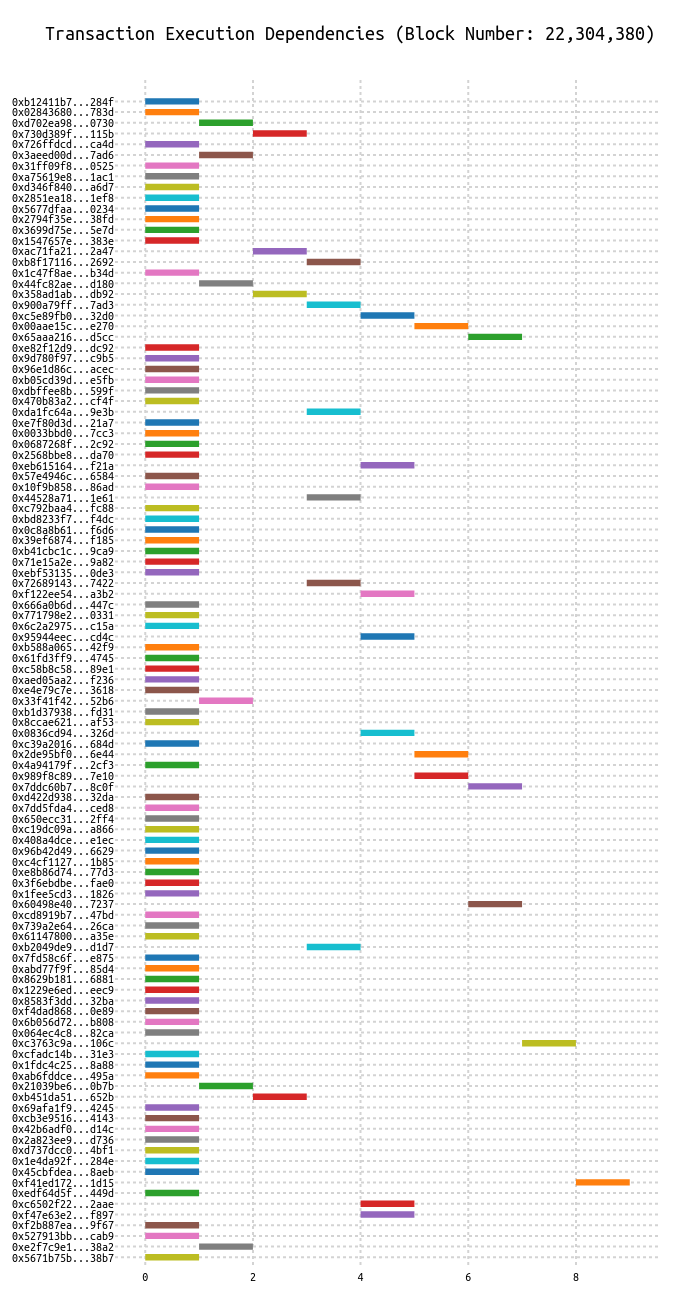 Transaction Execution Dependencies (Block Number: 22,304,380)
0xb12411b7...284f
0x02843680...783d
0xd702ea98...0730
0x730d389f...115b
0x726ffdcd...ca4d
0x3aeed00d...7ad6
0x31ff09f8...0525
0xa75619e8...1ac1
0xd346f840...a6d7
0x2851ea18...1ef8
0x5677dfaa...0234
0x2794f35e...38fd
0x3699d75e...5e7d
0x1547657e...383e
0xac71fa21...2a47
0xb8f17116...2692
0x1c47f8ae...b34d
0x44fc82ae...d180
0x358ad1ab...db92
0x900a79ff...7ad3
0xc5e89fb0...32d0
0x00aae15c...e270
0x65aaa216...d5cc
0xe82f12d9...dc92
0x9d780f97...c9b5
0x96e1d86c...acec
0xb05cd39d...e5fb
0xdbffee8b...599f
0x470b83a2...cf4f
0xda1fc64a...9e3b
0xe7f80d3d...21a7
0x0033bbd0...7cc3
0x0687268f...2c92
0x2568bbe8...da70
0xeb615164...f21a
0x57e4946c...6584
0x10f9b858...86ad
0x44528a71...1e61
0xc792baa4...fc88
0xbd8233f7...f4dc
0x0c8a8b61...f6d6
0x39ef6874...f185
0xb41cbc1c...9ca9
0x71e15a2e...9a82
0xebf53135...0de3
0x72689143...7422
0xf122ee54...a3b2
0x666a0b6d...447c
0x771798e2...0331
0x6c2a2975...c15a
0x95944eec...cd4c
0xb588a065...42f9
0x61fd3ff9...4745
0xc58b8c58...89e1
0xaed05aa2...f236
0xe4e79c7e...3618
0x33f41f42...52b6
0xb1d37938...fd31
0x8ccae621...af53
0x0836cd94...326d
0xc39a2016...684d
0x2de95bf0...6e44
0x4a94179f...2cf3
0x989f8c89...7e10
0x7ddc60b7...8c0f
0xd422d938...32da
0x7dd5fda4...ced8
0x650ecc31...2ff4
0xc19dc09a...a866
0x408a4dce...e1ec
0x96b42d49...6629
0xc4cf1127...1b85
0xe8b86d74...77d3
0x3f6ebdbe...fae0
0x1fee5cd3...1826
0x60498e40...7237
0xcd8919b7...47bd
0x739a2e64...26ca
0x61147800...a35e
0xb2049de9...d1d7
0x7fd58c6f...e875
0xabd77f9f...85d4
0x8629b181...6881
0x1229e6ed...eec9
0x8583f3dd...32ba
0xf4dad868...0e89
0x6b056d72...b808
0x064ec4c8...82ca
0xc3763c9a...106c
0xcfadc14b...31e3
0x1fdc4c25...8a88
0xab6fddce...495a
0x21039be6...0b7b
0xb451da51...652b
0x69afa1f9...4245
0xcb3e9516...4143
0x42b6adf0...d14c
0x2a823ee9...d736
0xd737dcc0...4bf1
0x1e4da92f...284e
0x45cbfdea...8aeb
0xf41ed172...1d15
0xedf64d5f...449d
0xc6502f22...2aae
0xf47e63e2...f897
0xf2b887ea...9f67
0x527913bb...cab9
0xe2f7c9e1...38a2
0x5671b75b...38b7
0 2 4 6 8